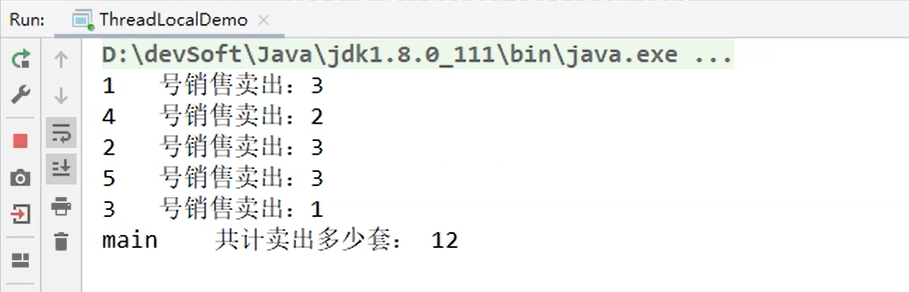 Run: ThreadLocalDemo
D:\devSoft\Java\jdk1.8.0_111\bin\java.exe ...
1 号销售卖出：3
4 号销售卖出：2
2 号销售卖出：3
5 号销售卖出：3
3 号销售卖出：1
main 共计卖出多少套： 12